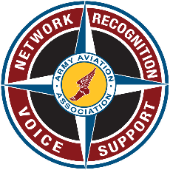 NETWORK
RECOGNITION
VOICE
SUPPORT
ARMY AVIATION
ASSOCIATION